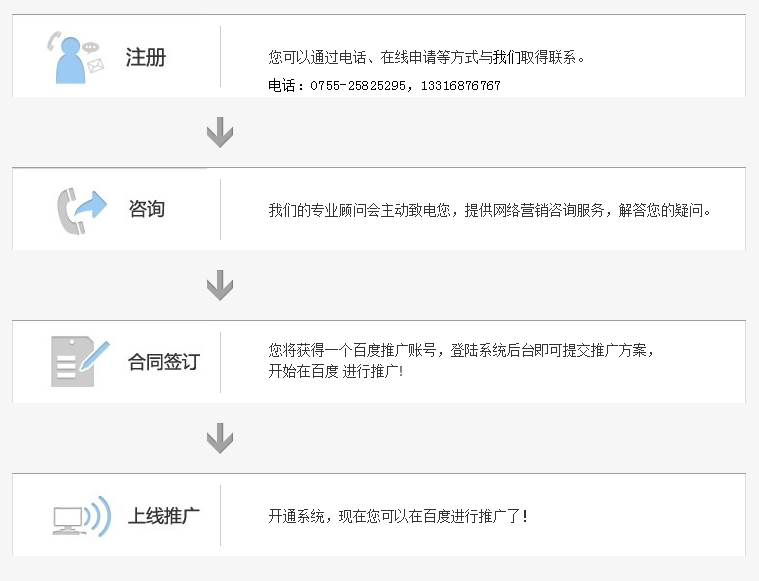 注册
您可以通过电话、在线申请等方式与我们取得联系。
电话：0755-25825295，13316876767
咨询
我们的专业顾问会主动致电您，提供网络营销咨询服务，解答您的疑问。
合同签订
您将获得一个百度推广账号，登陆系统后台即可提交推广方案，
开始在百度 进行推广!
上线推广
开通系统，现在您可以在百度进行推广了!